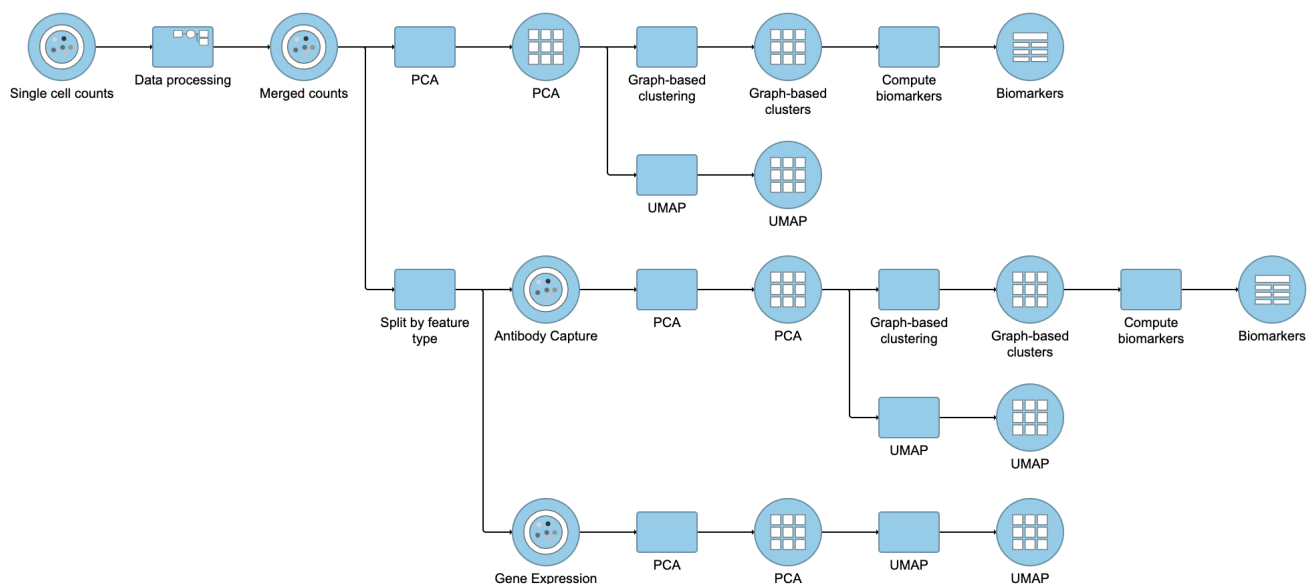 Single cell counts
Data processing
Merged counts
PCA
PCA
Graph-based
clustering
Graph-based
clusters
Compute
biomarkers
Biomarkers
UMAP
UMAP
Split by feature
type
Antibody Capture
PCA
PCA
Graph-based
clustering
Graph-based
clusters
Compute
biomarkers
Biomarkers
UMAP
UMAP
Gene Expression
PCA
PCA
UMAP
UMAP